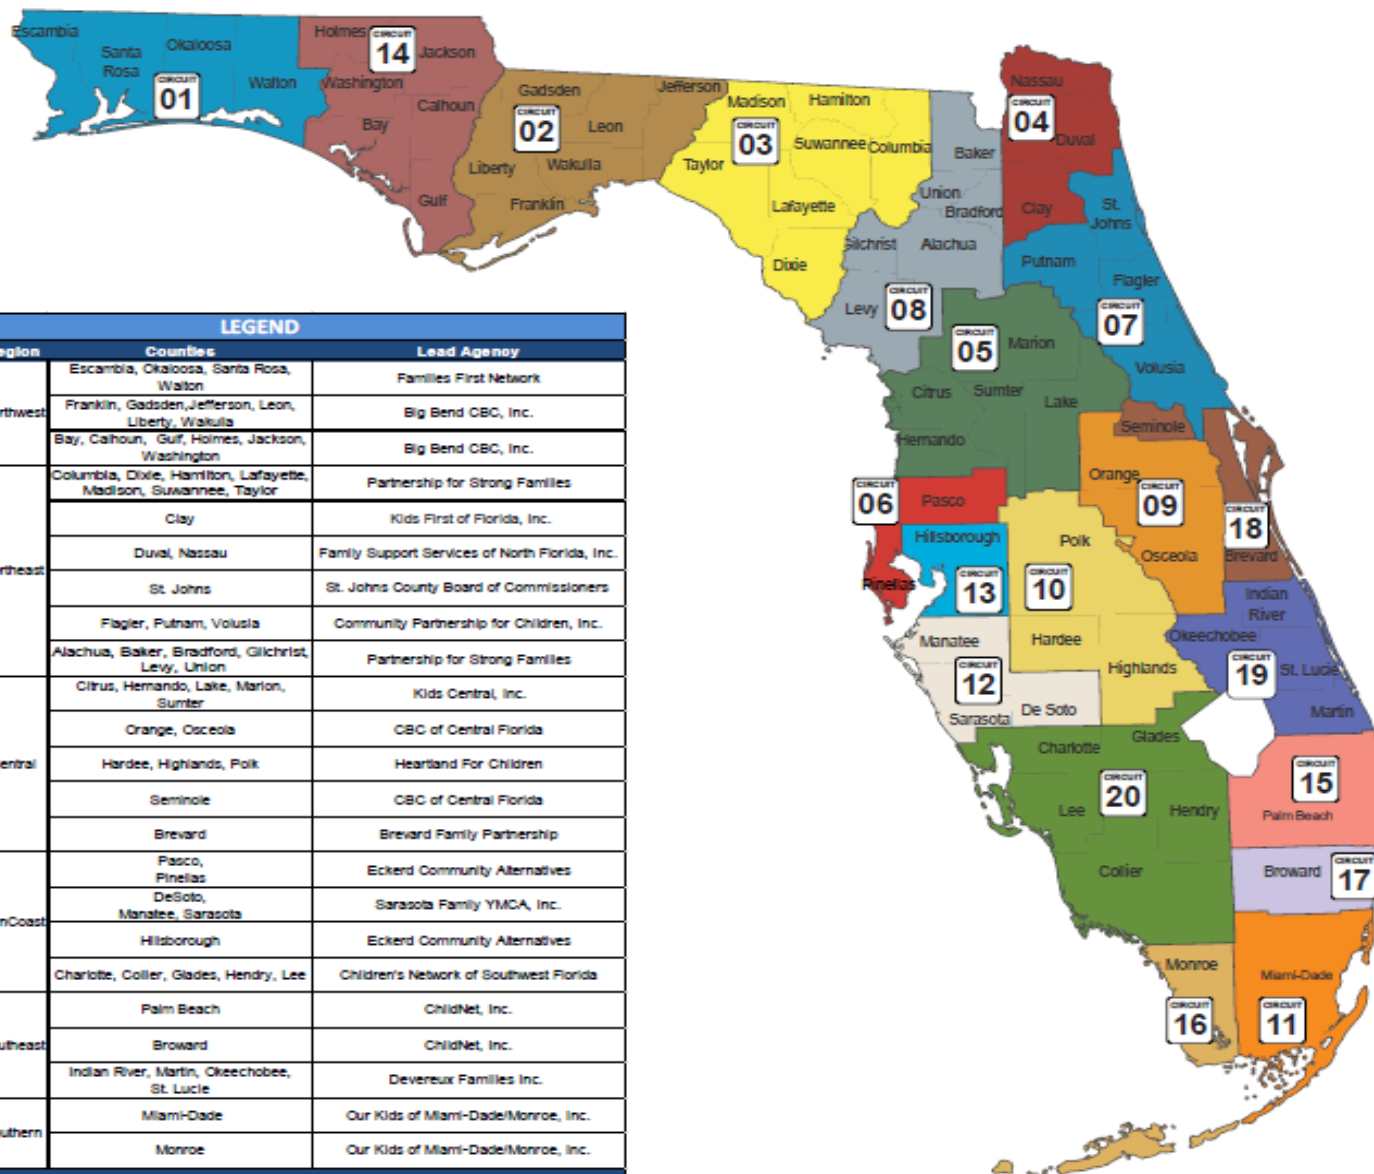 LEGEND
egion Counties Lead Agency
Escambia, Okaloosa, Santa Rosa,
Walton
Families First Network
rthwest
Franklin, Gadsden,Jefferson, Leon,
Liberty, Wakulla
Big Bend CBC, Inc.
Bay, Calhoun, Gulf, Holmes, Jackson,
Washington
Big Bend CBC, Inc.
Columbia, Dixie, Hamilton, Lafayette,
Madison, Suwannee, Taylor
Partnership for Strong Families
Clay Kids First of Florida, Inc.
Duval, Nassau Family Support Services of North Florida, Inc.
rtheast
St. Johns St. Johns County Board of Commissioners
Flagler, Putnam, Volusia Community Partnership for Children, Inc.
Alachua, Baker, Bradford, Gilchrist,
Levy, Union
Partnership for Strong Families
Citrus, Hernando, Lake, Marion,
Sumter
Kids Central, Inc.
Orange, Osceola CBC of Central Florida
entral
Hardee, Highlands, Polk Heartland For Children
Seminole CBC of Central Florida
Brevard Brevard Family Partnership
Pasco,
Pinellas
Eckerd Community Alternatives
DeSoto,
Manatee, Sarasota
Sarasota Family YMCA, Inc.
nCoast
Hillsborough Eckerd Community Alternatives
Charlotte, Collier, Glades, Hendry, Lee Children's Network of Southwest Florida
Palm Beach ChildNet, Inc.
utheast
Broward ChildNet, Inc.
Indian River, Martin, Okeechobee,
St. Lucie
Devereux Families Inc.
Miami-Dade Our Kids of Miami-Dade/Monroe, Inc.
uthern
Monroe Our Kids of Miami-Dade/Monroe, Inc.
Escambia
Santa
Rosa
Okaloosa
Walton
CIRCUIT
01
Holmes
CIRCUIT
14
Jackson
Washington
Calhoun
Bay
Gulf
Gadsden
Jefferson
CIRCUIT
02
Leon
Liberty
Wakulla
Franklin
Madison
Hamilton
CIRCUIT
03
Suwannee
Columbia
Taylor
Lafayette
Dixie
Nassau
CIRCUIT
04
Duval
Clay
Baker
Union
Bradford
Gilchrist
Alachua
Levy
CIRCUIT
08
St.
Johns
Putnam
Flagler
CIRCUIT
07
Volusia
CIRCUIT
05
Marion
Citrus
Sumter
Lake
Hernando
Seminole
Orange
CIRCUIT
09
Osceola
CIRCUIT
18
Brevard
CIRCUIT
06
Pasco
Pinellas
Hillsborough
CIRCUIT
13
Polk
CIRCUIT
10
Hardee
Highlands
Manatee
CIRCUIT
12
Sarasota
De Soto
Indian
River
Okeechobee
CIRCUIT
19
St. Lucie
Martin
Charlotte
Glades
CIRCUIT
20
Lee
Hendry
Collier
CIRCUIT
15
Palm Beach
Broward
CIRCUIT
17
Monroe
CIRCUIT
16
Miami-Dade
CIRCUIT
11